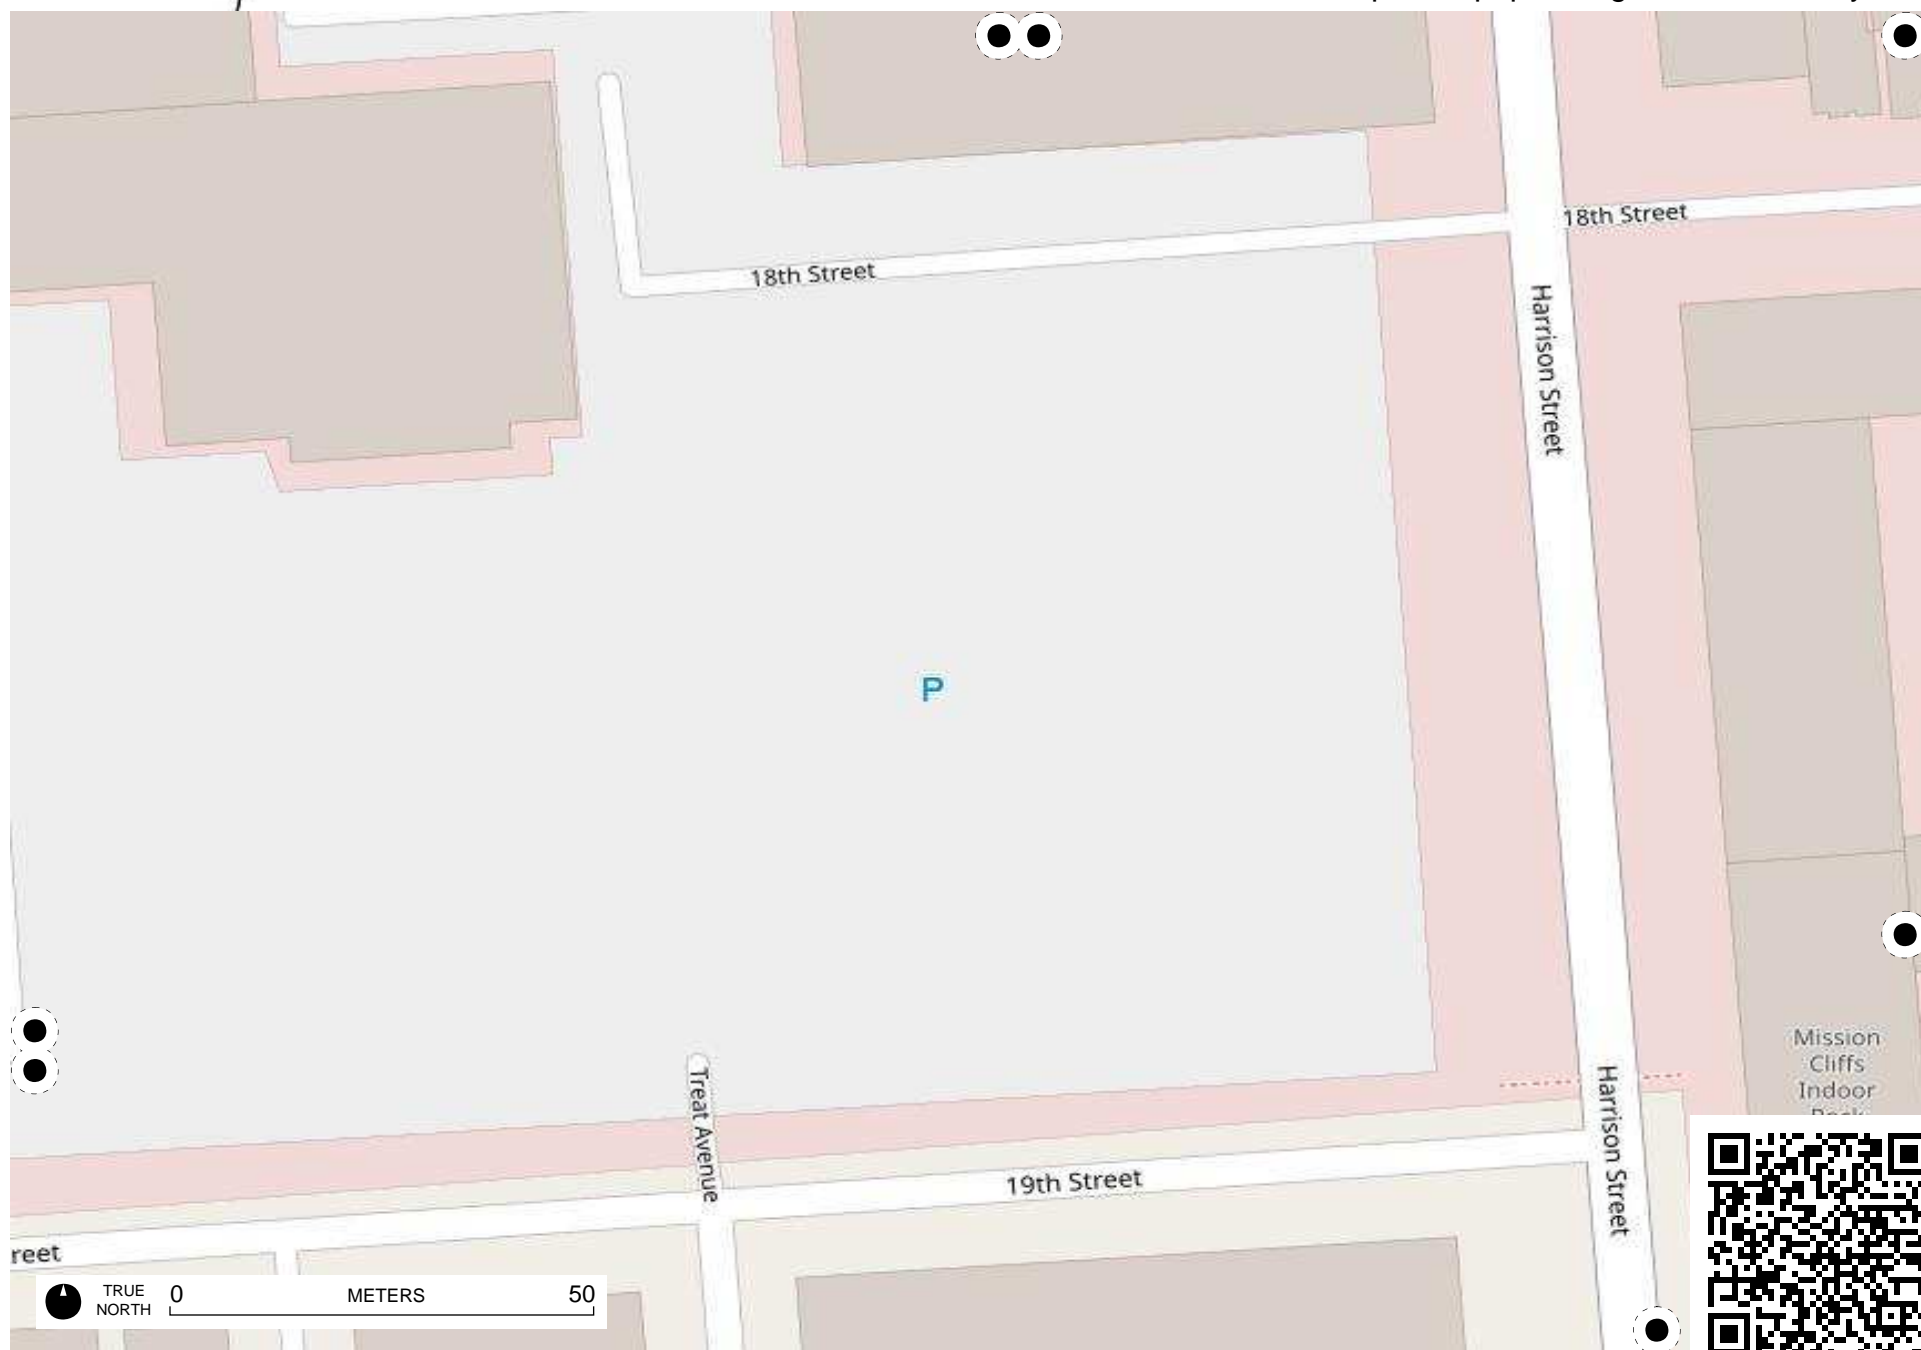 18th Street
18th Street
Harrison Street
P
Mission
Cliffs
Indoor
Harrison Street
Treat Avenue
19th Street
reet
TRUE
NORTH
0
METERS
50